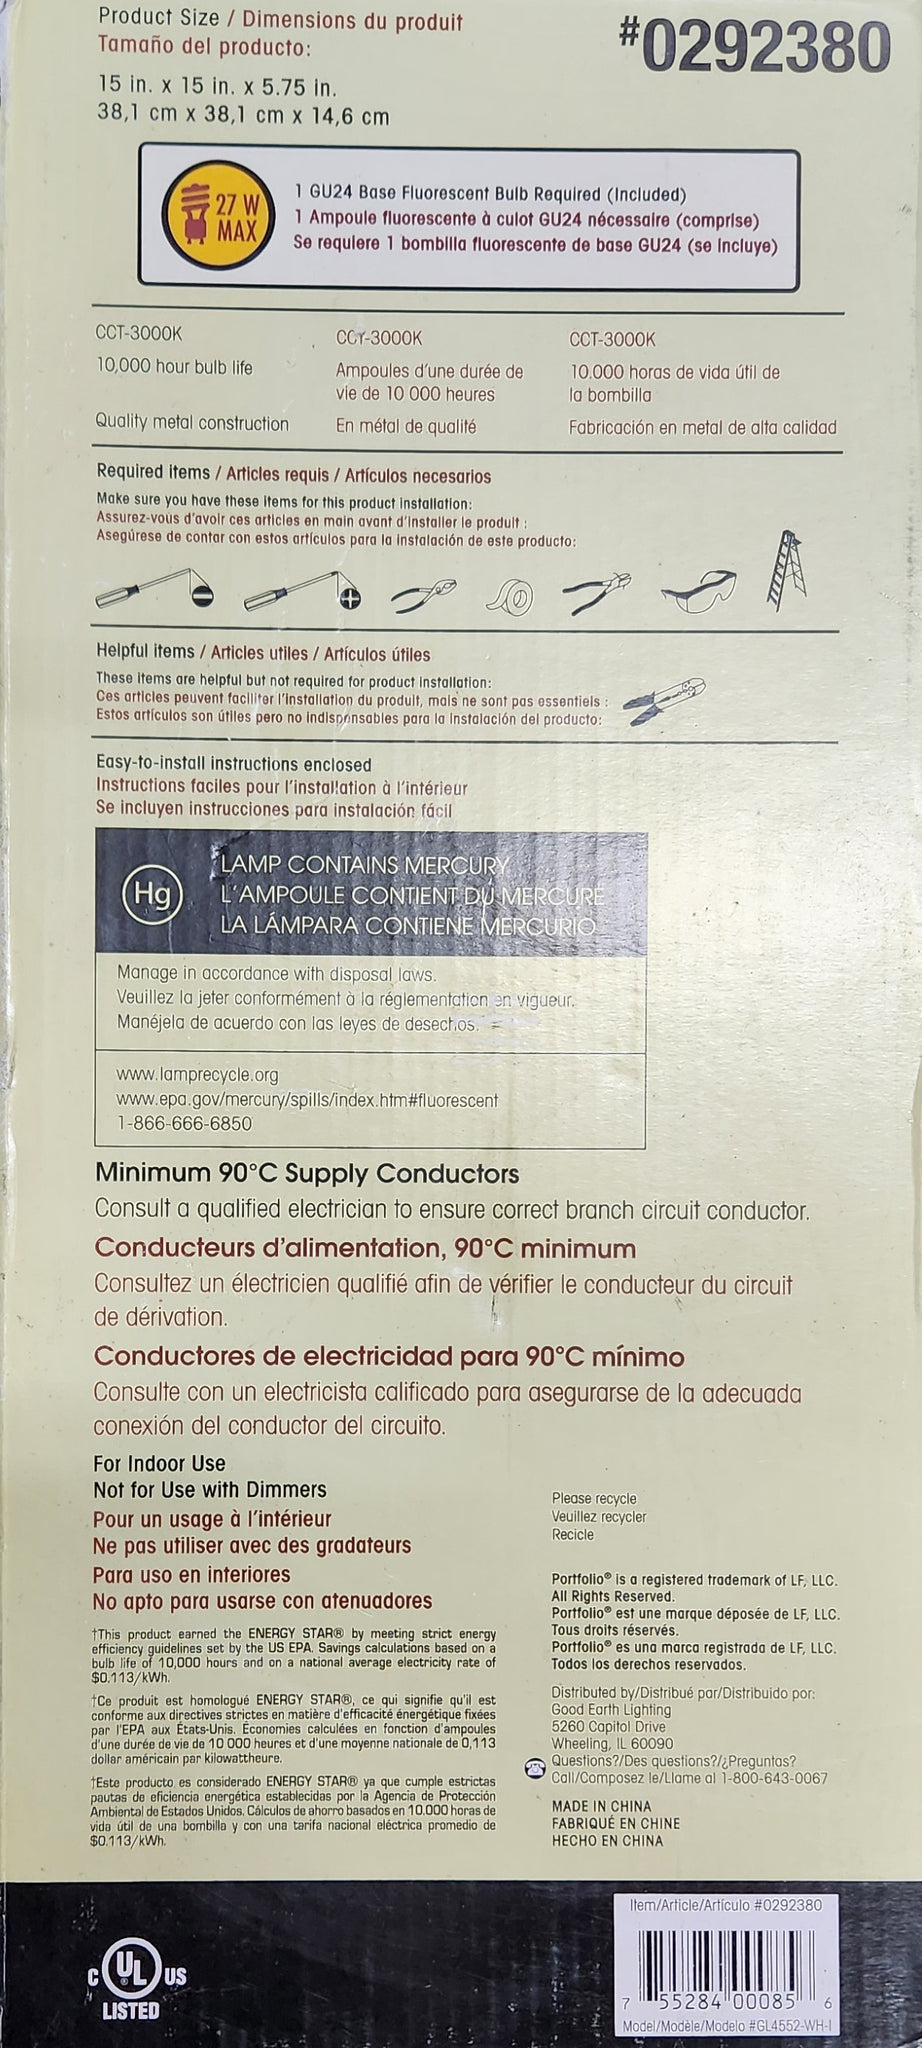 Product Size / Dimensions du produit
Tamaño del producto:
15 in. x 15 in. x 5.75 in.
38,1 cm x 38,1 cm x 14,6 cm
#0292380
27 W
MAX
1 GU24 Base Fluorescent Bulb Required (Included)
1 Ampoule fluorescente à culot GU24 nécessaire (comprise)
Se requiere 1 bombilla fluorescente de base GU24 (se incluye)
CCT-3000K
10,000 hour bulb life
Quality metal construction
CCT-3000K
Ampoules d'une durée de
vie de 10 000 heures
En métal de qualité
CCT-3000K
10.000 horas de vida útil de
la bombilla
Fabricación en metal de alta calidad
Required items / Articles requis / Artículos necesarios
Make sure you have these items for this product installation:
Assurez-vous d'avoir ces articles en main avant d'installer le produit :
Asegúrese de contar con estos artículos para la instalación de este producto:
Helpful items / Articles utiles / Artículos útiles
These items are helpful but not required for product installation:
Ces articles peuvent faciliter l'installation du produit, mais ne sont pas essentiels :
Estos artículos son útiles pero no indispensables para la instalación del producto:
Easy-to-install instructions enclosed
Instructions faciles pour l'installation à l'intérieur
Se incluyen instrucciones para instalación fácil
Hg
LAMP CONTAINS MERCURY
L'AMPOULE CONTIENT DU MERCURE
LA LÁMPARA CONTIENE MERCURIO
Manage in accordance with disposal laws.
Veuillez la jeter conformément à la réglementation en vigueur.
Manéjela de acuerdo con las leyes de desechos.
www.lamprecycle.org
www.epa.gov/mercury/spills/index.htm#fluorescent
1-866-666-6850
Minimum 90°C Supply Conductors
Consult a qualified electrician to ensure correct branch circuit conductor.
Conducteurs d'alimentation, 90°C minimum
Consultez un électricien qualifié afin de vérifier le conducteur du circuit
de dérivation.
Conductores de electricidad para 90°C mínimo
Consulte con un electricista calificado para asegurarse de la adecuada
conexión del conductor del circuito.
For Indoor Use
Not for Use with Dimmers
Pour un usage à l'intérieur
Ne pas utiliser avec des gradateurs
Para uso en interiores
No apto para usarse con atenuadores
†This product earned the ENERGY STAR® by meeting strict energy
efficiency guidelines set by the US EPA. Savings calculations based on a
bulb life of 10,000 hours and on a national average electricity rate of
$0.113/kWh.
†Ce produit est homologué ENERGY STAR®, ce qui signifie qu'il est
conforme aux directives strictes en matière d'efficacité énergétique fixées
par l'EPA aux États-Unis. Économies calculées en fonction d'ampoules
d'une durée de vie de 10 000 heures et d'une moyenne nationale de 0,113
dollar américain par kilowattheure.
†Este producto es considerado ENERGY STAR® ya que cumple estrictas
pautas de eficiencia energética establecidas por la Agencia de Protección
Ambiental de Estados Unidos. Cálculos de ahorro basados en 10.000 horas de
vida útil de una bombilla y con una tarifa nacional eléctrica promedio de
$0.113/kWh.
Please recycle
Veuillez recycler
Recicle
Portfolio® is a registered trademark of LF, LLC.
All Rights Reserved.
Portfolio® est une marque déposée de LF, LLC.
Tous droits réservés.
Portfolio® es una marca registrada de LF, LLC.
Todos los derechos reservados.
Distributed by/Distribué par/Distribuido por:
Good Earth Lighting
5260 Capitol Drive
Wheeling, IL 60090
Questions?/Des questions?/¿Preguntas?
Call/Composez le/Llame al 1-800-643-0067
MADE IN CHINA
FABRIQUÉ EN CHINE
HECHO EN CHINA
C UL US
LISTED
Item/Article/Artículo #0292380
7 55284 00085 6
Model/Modèle/Modelo #GL4552-WH-I